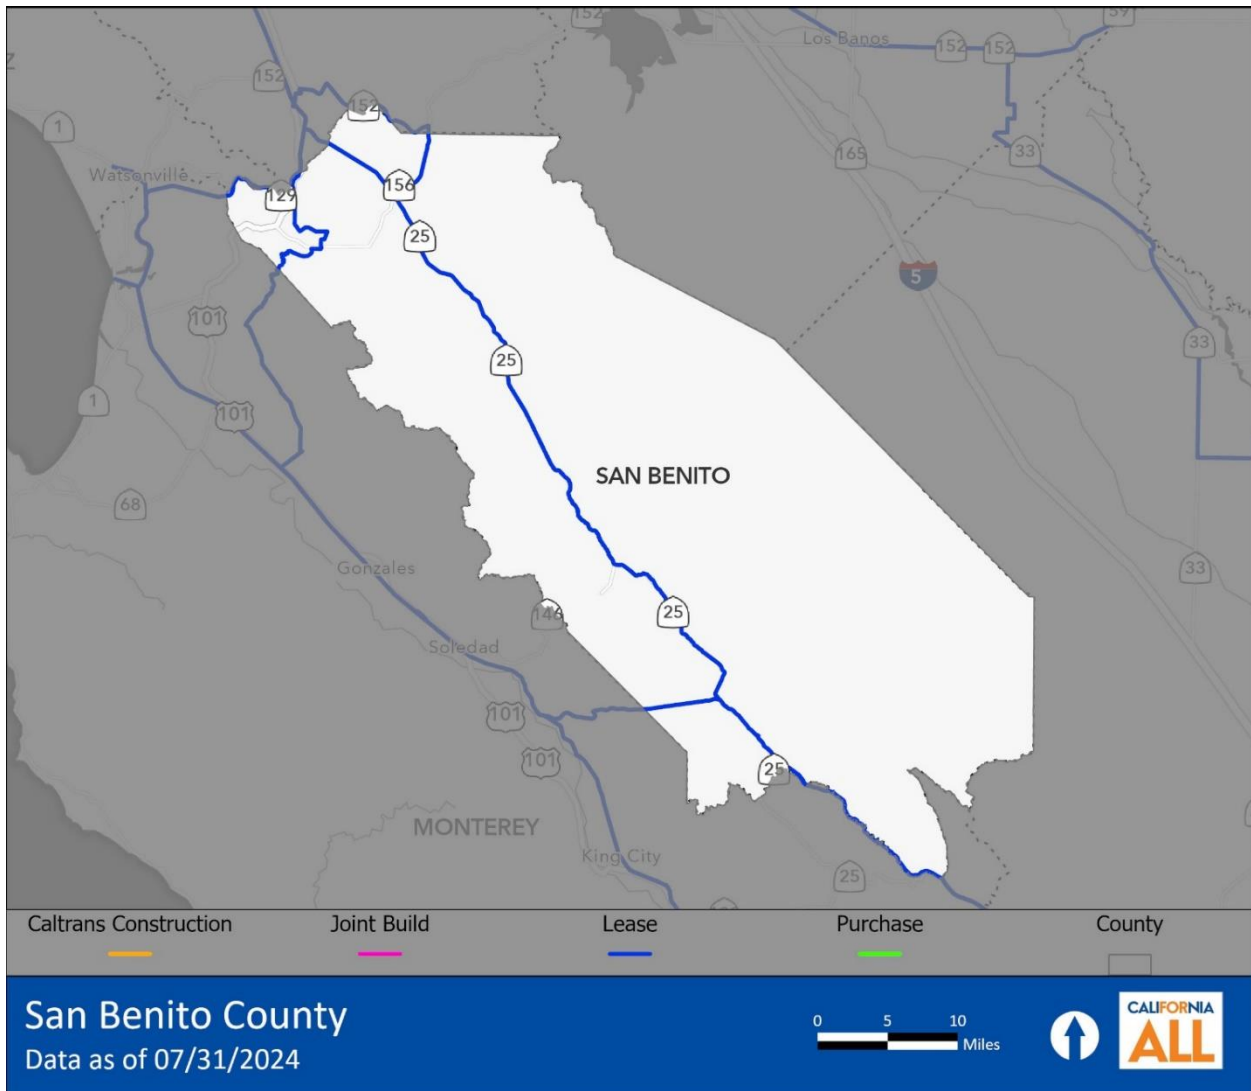 152
59
Los Banos
152
152
152
152
1
33
165
Watsonville
129
156
25
5
101
33
25
1
101
SAN BENITO
68
Gonzales
33
25
146
Soledad
101
101
25
MONTEREY
King City
25
Caltrans Construction
Joint Build
Lease
Purchase
County
San Benito County
Data as of 07/31/2024
0 5 10
Miles
CALIFORNIA
ALL